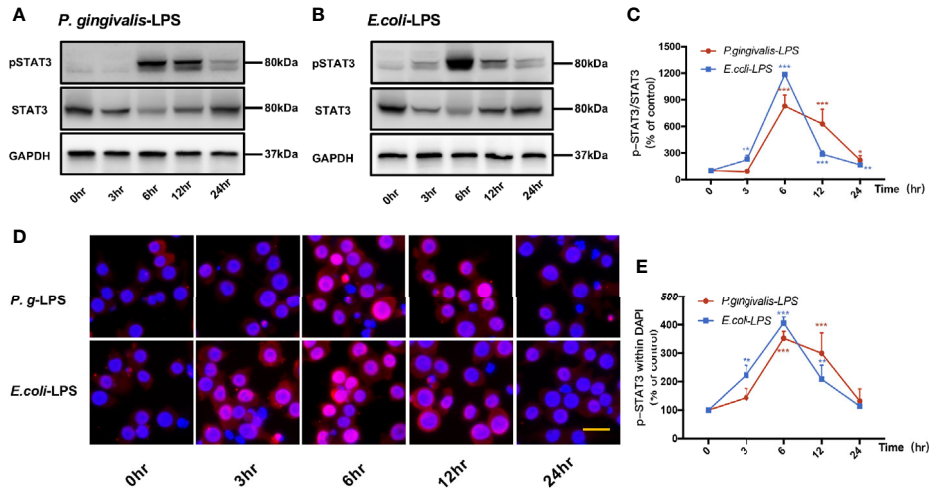 A
P. gingivalis-LPS
pSTAT3
80kDa
STAT3
80kDa
GAPDH
37kDa
0hr 3hr 6hr 12hr 24hr
B
E.coli-LPS
pSTAT3
80kDa
STAT3
80kDa
GAPDH
37kDa
0hr 3hr 6hr 12hr 24hr
C
p-STAT3/STAT3
(% of control)
1500
1200
900
600
300
0
P.gingivalis-LPS
E.coli-LPS
***
***
***
**
***
*
**
0 3 6 12 24 Time (hr)
D
P. g-LPS
E.coli-LPS
0hr 3hr 6hr 12hr 24hr
E
p-STAT3 within DAPI
(% of control)
500
400
300
200
100
0
P.gingivalis-LPS
E.coli-LPS
***
***
***
**
**
0 3 6 12 24 Time (hr)